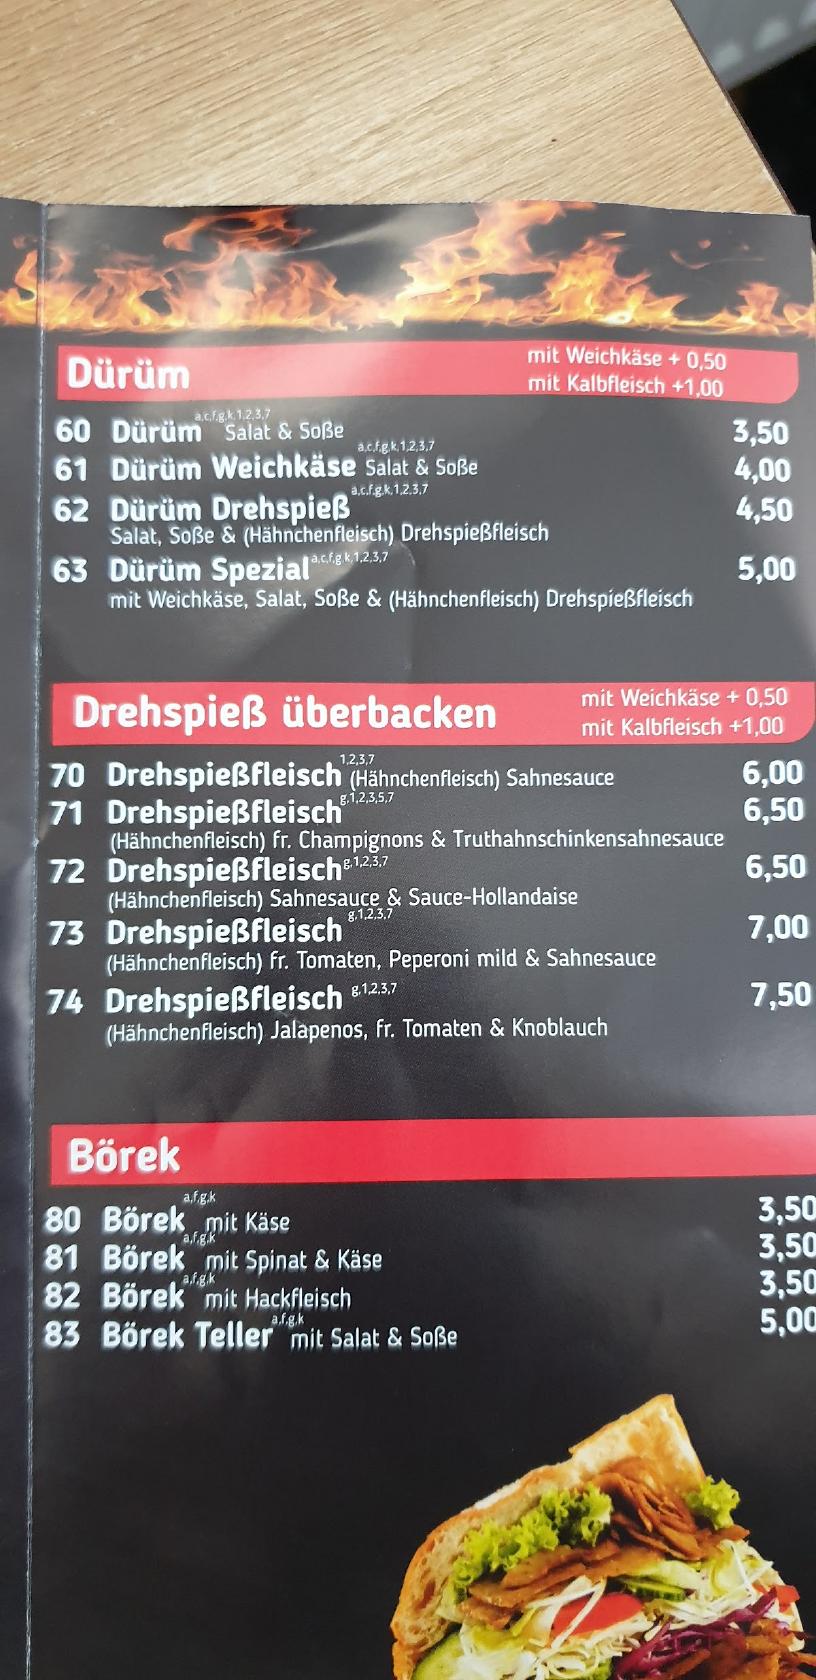 Dürüm
mit Weichkäse + 0,50
mit Kalbfleisch +1,00
60 Dürüm a,c,f,g,k,1,2,3,7 Salat & Soße 3,50
61 Dürüm Weichkäse a,c,f,g,k,1,2,3,7 Salat & Soße 4,00
62 Dürüm Drehspieß a,c,f,g,k,1,2,3,7 4,50
Salat, Soße & (Hähnchenfleisch) Drehspießfleisch
63 Dürüm Spezial a,c,f,g,k,1,2,3,7 5,00
mit Weichkäse, Salat, Soße & (Hähnchenfleisch) Drehspießfleisch
Drehspieß überbacken
mit Weichkäse + 0,50
mit Kalbfleisch +1,00
70 Drehspießfleisch 1,2,3,7 (Hähnchenfleisch) Sahnesauce 6,00
71 Drehspießfleisch g,1,2,3,5,7 6,50
(Hähnchenfleisch) fr. Champignons & Truthahnschinkensahnesauce
72 Drehspießfleisch g,1,2,3,7 6,50
(Hähnchenfleisch) Sahnesauce & Sauce-Hollandaise
73 Drehspießfleisch g,1,2,3,7 7,00
(Hähnchenfleisch) fr. Tomaten, Peperoni mild & Sahnesauce
74 Drehspießfleisch g,1,2,3,7 7,50
(Hähnchenfleisch) Jalapenos, fr. Tomaten & Knoblauch
Börek
80 Börek a,f,g,k mit Käse 3,50
81 Börek a,f,g,k mit Spinat & Käse 3,50
82 Börek a,f,g,k mit Hackfleisch 3,50
83 Börek Teller a,f,g,k mit Salat & Soße 5,00